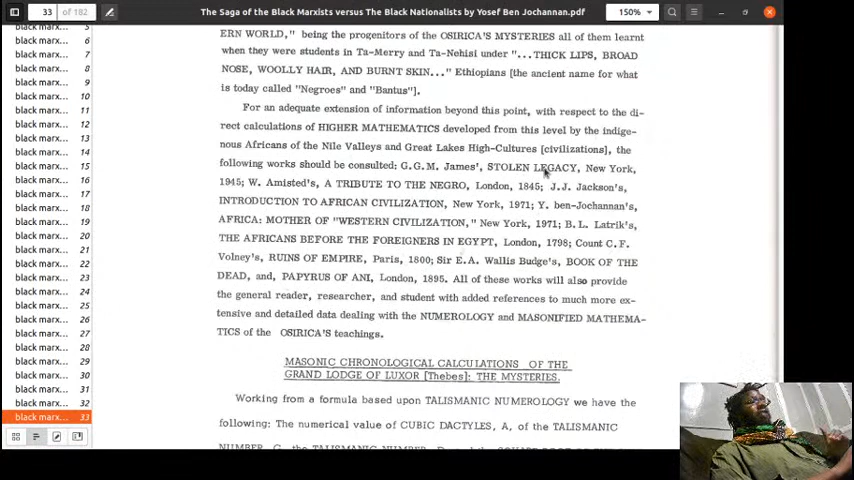 33 of 182
The Saga of the Black Marxists versus The Black Nationalists by Yosef Ben Jochannan.pdf
150%
black marx... 5
black marx... 6
black marx... 7
black marx... 8
black marx... 9
black marx... 10
black marx... 11
black marx... 12
black marx... 13
black marx... 14
black marx... 15
black marx... 16
black marx... 17
black marx... 18
black marx... 19
black marx... 20
black marx... 21
black marx... 22
black marx... 23
black marx... 24
black marx... 25
black marx... 26
black marx... 27
black marx... 28
black marx... 29
black marx... 30
black marx... 31
black marx... 32
black marx... 33
ERN WORLD," being the progenitors of the OSIRICA'S MYSTERIES all of them learnt
when they were students in Ta-Merry and Ta-Nehisi under "...THICK LIPS, BROAD
NOSE, WOOLLY HAIR, AND BURNT SKIN..." Ethiopians [the ancient name for what
is today called "Negroes" and "Bantus"].
For an adequate extension of information beyond this point, with respect to the di-
rect calculations of HIGHER MATHEMATICS developed from this level by the indige-
nous Africans of the Nile Valleys and Great Lakes High-Cultures [civilizations], the
following works should be consulted: G.G.M. James', STOLEN LEGACY, New York,
1945; W. Amisted's, A TRIBUTE TO THE NEGRO, London, 1845; J.J. Jackson's,
INTRODUCTION TO AFRICAN CIVILIZATION, New York, 1971; Y. ben-Jochannan's,
AFRICA: MOTHER OF "WESTERN CIVILIZATION," New York, 1971; B.L. Latrik's,
THE AFRICANS BEFORE THE FOREIGNERS IN EGYPT, London, 1798; Count C.F.
Volney's, RUINS OF EMPIRE, Paris, 1800; Sir E.A. Wallis Budge's, BOOK OF THE
DEAD, and, PAPYRUS OF ANI, London, 1895. All of these works will also provide
the general reader, researcher, and student with added references to much more ex-
tensive and detailed data dealing with the NUMEROLOGY and MASONIFIED MATHEMA-
TICS of the OSIRICA'S teachings.
MASONIC CHRONOLOGICAL CALCULATIONS OF THE
GRAND LODGE OF LUXOR [Thebes]: THE MYSTERIES.
Working from a formula based upon TALISMANIC NUMEROLOGY we have the
following: The numerical value of CUBIC DACTYLES, A, of the TALISMANIC